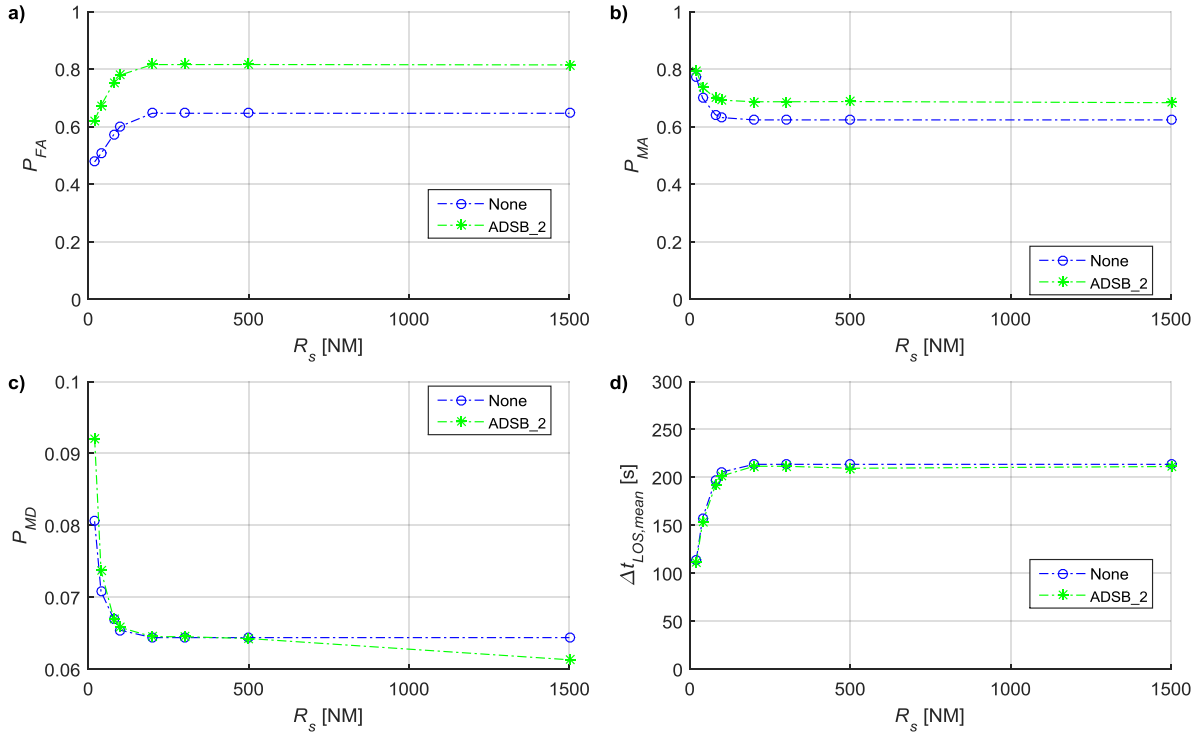 a)
1
0.8
0.6
0.4
0.2
0
P_FA
None
ADSB_2
0
500
1000
1500
R_s [NM]
b)
1
0.8
0.6
0.4
0.2
0
P_MA
None
ADSB_2
0
500
1000
1500
R_s [NM]
c)
0.1
0.09
0.08
0.07
0.06
P_MD
None
ADSB_2
0
500
1000
1500
R_s [NM]
d)
300
250
200
150
100
50
0
Δt_LOS,mean [s]
None
ADSB_2
0
500
1000
1500
R_s [NM]